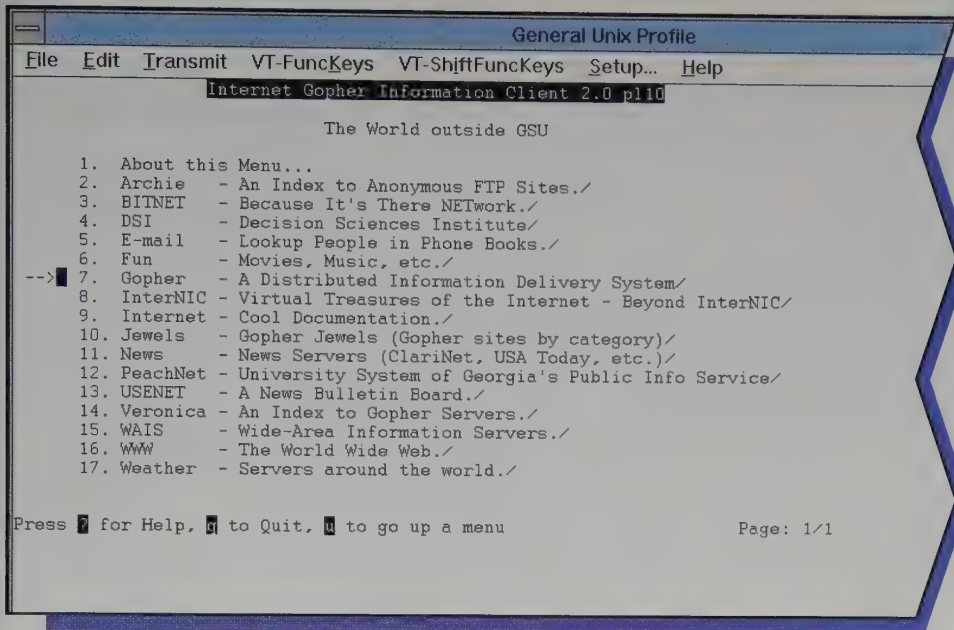 General Unix Profile
File Edit Transmit VT-FuncKeys VT-ShiftFuncKeys Setup... Help
Internet Gopher Information Client 2.0 pl10
The World outside GSU
1. About this Menu...
2. Archie - An Index to Anonymous FTP Sites./
3. BITNET - Because It's There NETwork./
4. DSI - Decision Sciences Institute/
5. E-mail - Lookup People in Phone Books./
6. Fun - Movies, Music, etc./
--> 7. Gopher - A Distributed Information Delivery System/
8. InterNIC - Virtual Treasures of the Internet - Beyond InterNIC/
9. Internet - Cool Documentation./
10. Jewels - Gopher Jewels (Gopher sites by category)/
11. News - News Servers (ClariNet, USA Today, etc.)/
12. PeachNet - University System of Georgia's Public Info Service/
13. USENET - A News Bulletin Board./
14. Veronica - An Index to Gopher Servers./
15. WAIS - Wide-Area Information Servers./
16. WWW - The World Wide Web./
17. Weather - Servers around the world./
Press ? for Help, q to Quit, u to go up a menu Page: 1/1